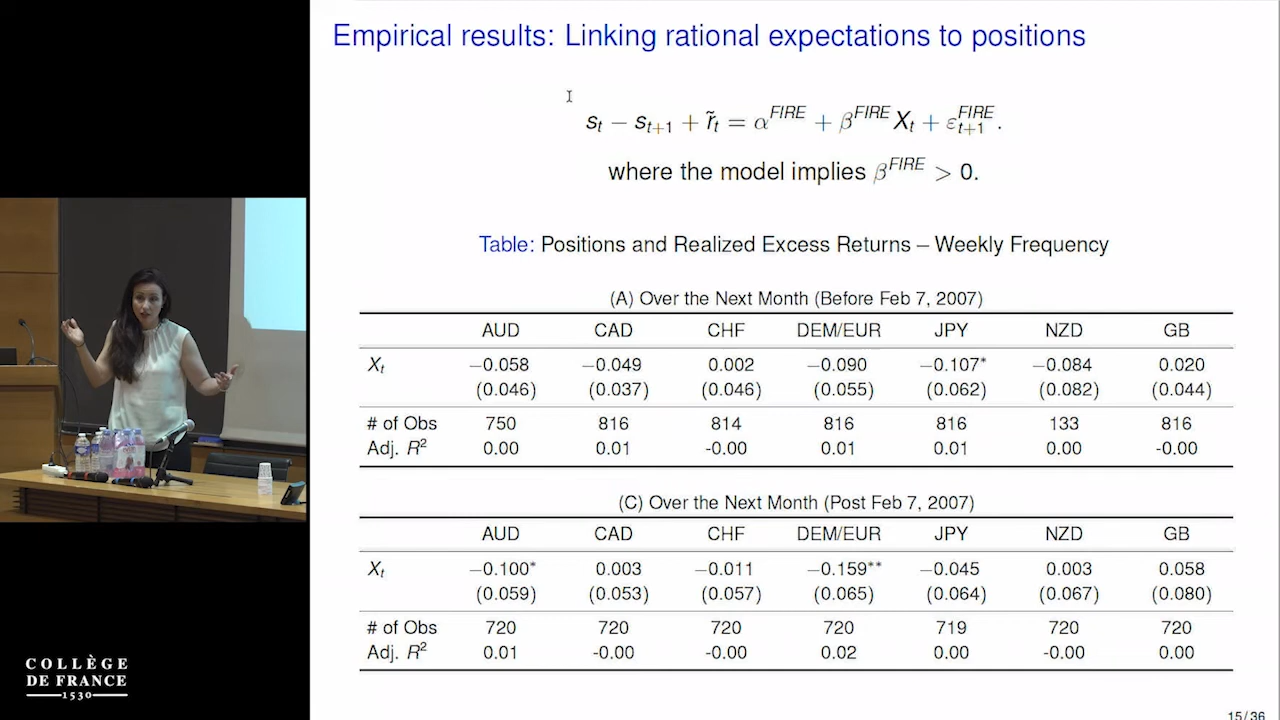 Empirical results: Linking rational expectations to positions
s_t − s_{t+1} + r̃_t = α^{FIRE} + β^{FIRE} X_t + ε_{t+1}^{FIRE}.
where the model implies β^{FIRE} > 0.
Table: Positions and Realized Excess Returns – Weekly Frequency
(A) Over the Next Month (Before Feb 7, 2007)
AUD CAD CHF DEM/EUR JPY NZD GB
X_t −0.058 −0.049 0.002 −0.090 −0.107* −0.084 0.020
(0.046) (0.037) (0.046) (0.055) (0.062) (0.082) (0.044)
# of Obs 750 816 814 816 816 133 816
Adj. R² 0.00 0.01 -0.00 0.01 0.01 0.00 -0.00
(C) Over the Next Month (Post Feb 7, 2007)
AUD CAD CHF DEM/EUR JPY NZD GB
X_t −0.100* 0.003 −0.011 −0.159** −0.045 0.003 0.058
(0.059) (0.053) (0.057) (0.065) (0.064) (0.067) (0.080)
# of Obs 720 720 720 720 719 720 720
Adj. R² 0.01 -0.00 -0.00 0.02 0.00 -0.00 0.00
15/36
COLLÈGE
DE FRANCE
1530